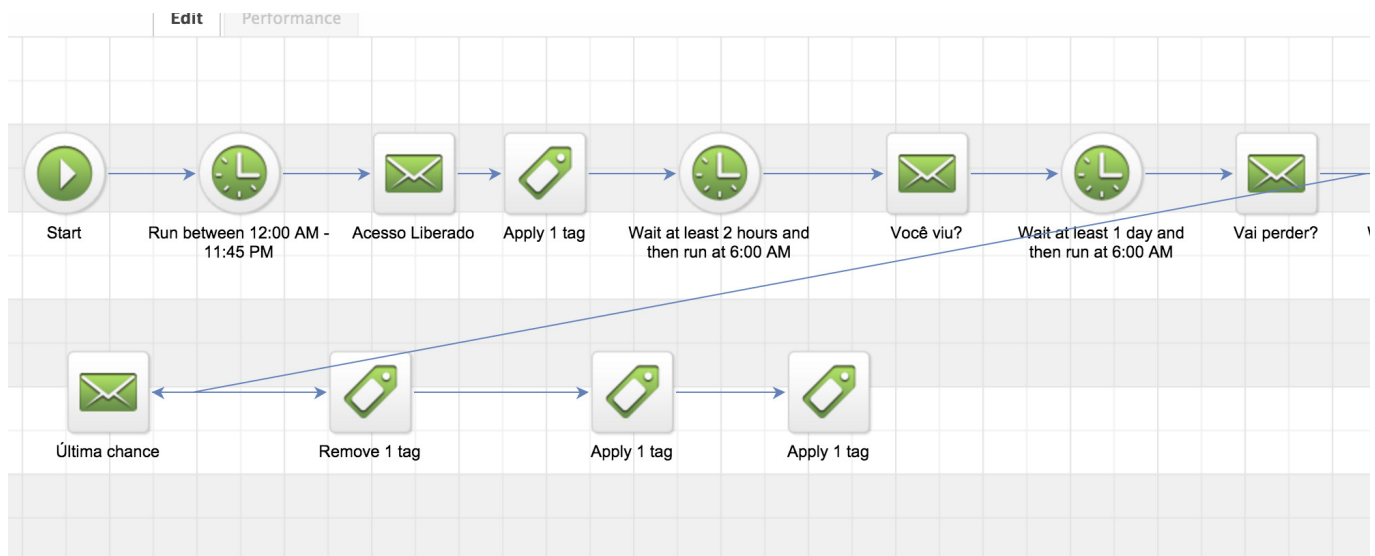 Edit Performance
Start
Run between 12:00 AM -
11:45 PM
Acesso Liberado
Apply 1 tag
Wait at least 2 hours and
then run at 6:00 AM
Você viu?
Wait at least 1 day and
then run at 6:00 AM
Vai perder?
Última chance
Remove 1 tag
Apply 1 tag
Apply 1 tag